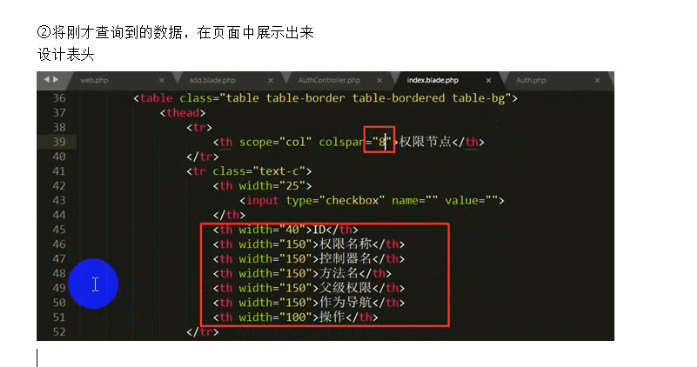 ②将刚才查询到的数据，在页面中展示出来
设计表头
web.php × add.blade.php × AuthController.php × index.blade.php × Auth.php ×
36 <table class="table table-border table-bordered table-bg">
37 <thead>
38 <tr>
39 <th scope="col" colspan="8">权限节点</th>
40 </tr>
41 <tr class="text-c">
42 <th width="25">
43 <input type="checkbox" name="" value="">
44 </th>
45 <th width="40">ID</th>
46 <th width="150">权限名称</th>
47 <th width="150">控制器名</th>
48 <th width="150">方法名</th>
49 <th width="150">父级权限</th>
50 <th width="150">作为导航</th>
51 <th width="100">操作</th>
52 </tr>